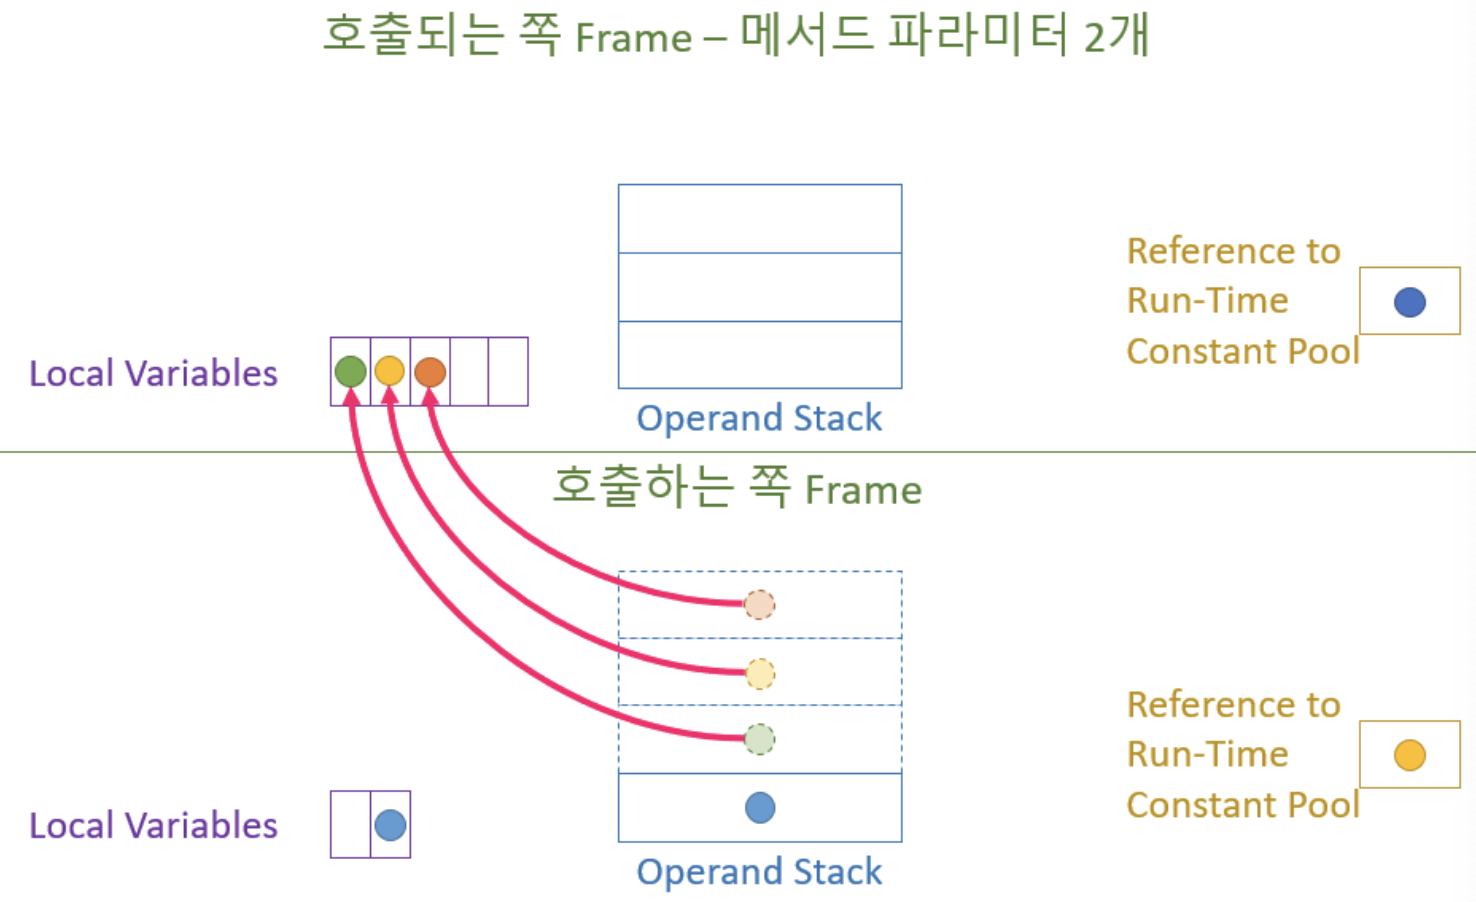 호출되는 쪽 Frame – 메서드 파라미터 2개
Reference to
Run-Time
Constant Pool
Local Variables
Operand Stack
호출하는 쪽 Frame
Reference to
Run-Time
Constant Pool
Local Variables
Operand Stack